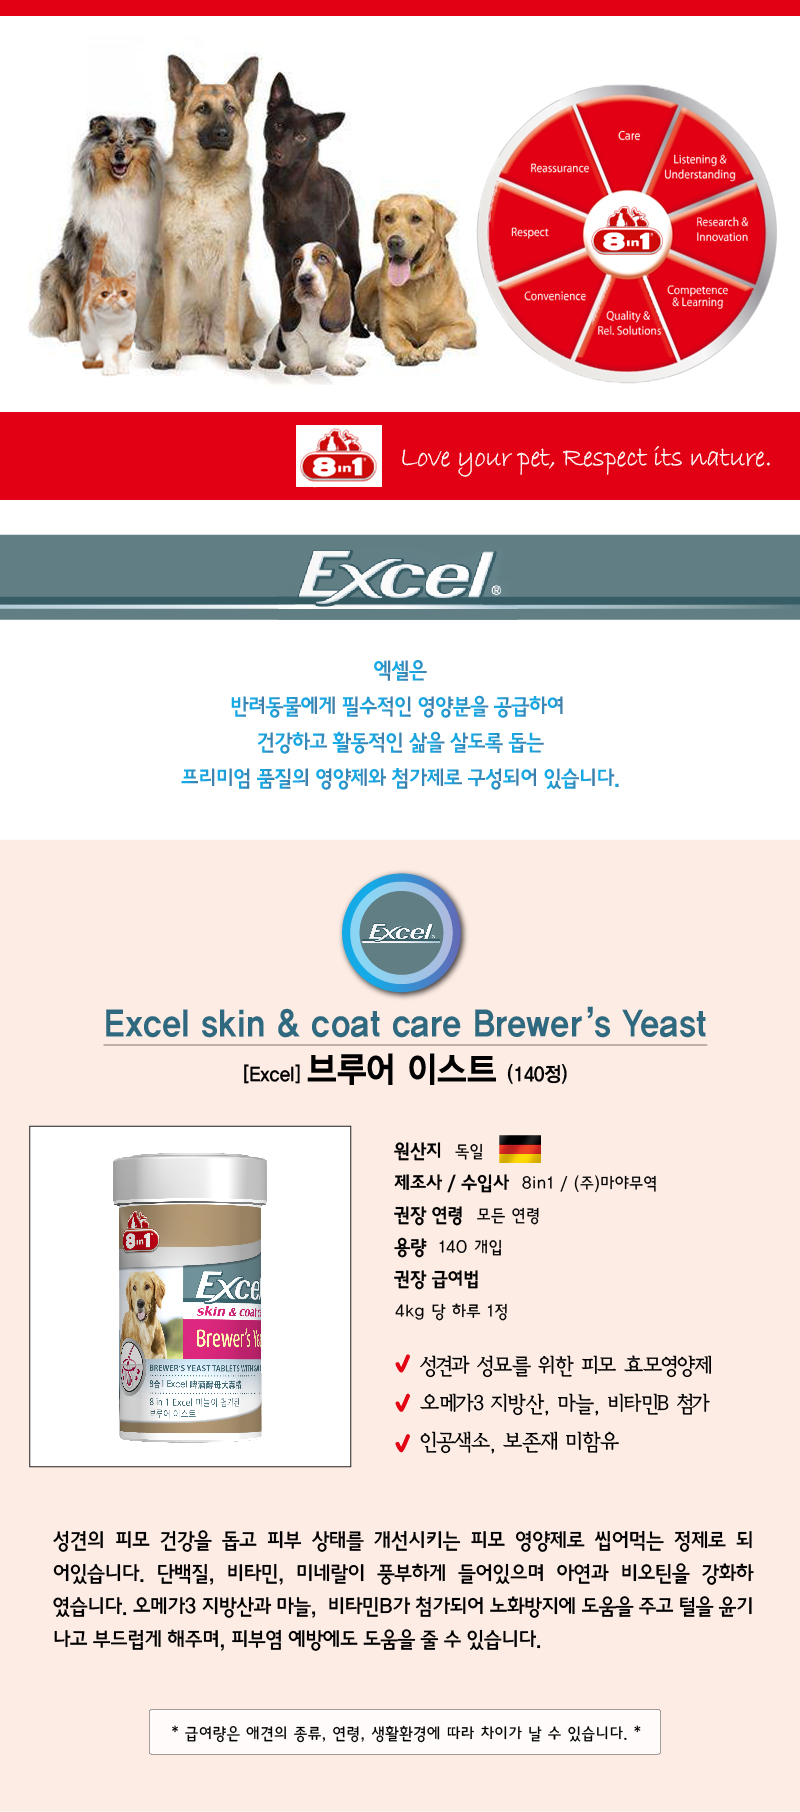 Care
Reassurance
Listening &
Understanding
Respect
Research &
Innovation
Convenience
Competence
& Learning
Quality &
Rel. Solutions
8in1
8in1
Love your pet, Respect its nature.
Excel®
엑셀은
반려동물에게 필수적인 영양분을 공급하여
건강하고 활동적인 삶을 살도록 돕는
프리미엄 품질의 영양제와 첨가제로 구성되어 있습니다.
Excel
Excel skin & coat care Brewer's Yeast
[Excel] 브루어 이스트 (140정)
8in1
Excel
skin & coat
Brewer's
BREWER'S YEAST TABLETS WITH
8 in 1 Excel 마늘이 첨가된
브루어 이스트
원산지 독일
제조사 / 수입사 8in1 / (주)마야무역
권장 연령 모든 연령
용량 140 개입
권장 급여법
4kg 당 하루 1정
성견과 성묘를 위한 피모 효모영양제
오메가3 지방산, 마늘, 비타민B 첨가
인공색소, 보존재 미함유
성견의 피모 건강을 돕고 피부 상태를 개선시키는 피모 영양제로 씹어먹는 정제로 되
어있습니다. 단백질, 비타민, 미네랄이 풍부하게 들어있으며 아연과 비오틴을 강화하
였습니다. 오메가3 지방산과 마늘, 비타민B가 첨가되어 노화방지에 도움을 주고 털을 윤기
나고 부드럽게 해주며, 피부염 예방에도 도움을 줄 수 있습니다.
* 급여량은 애견의 종류, 연령, 생활환경에 따라 차이가 날 수 있습니다. *